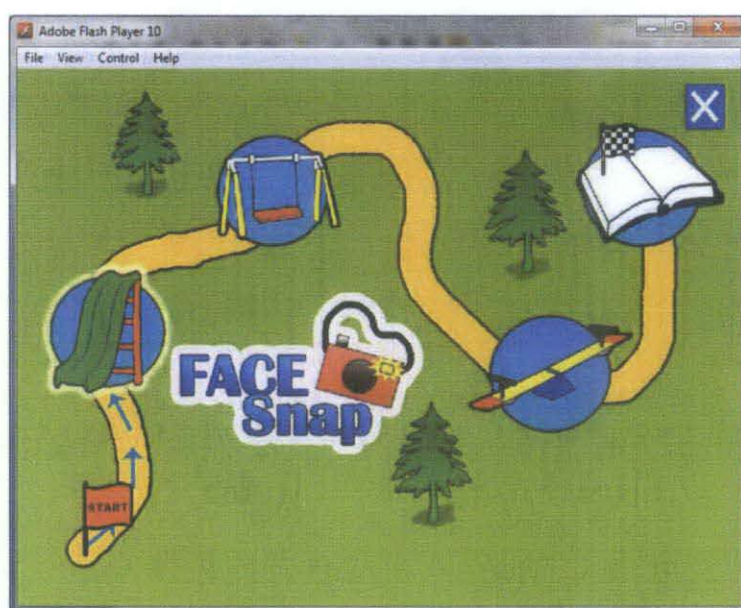 Adobe Flash Player 10
File View Control Help
FACE
Snap
START